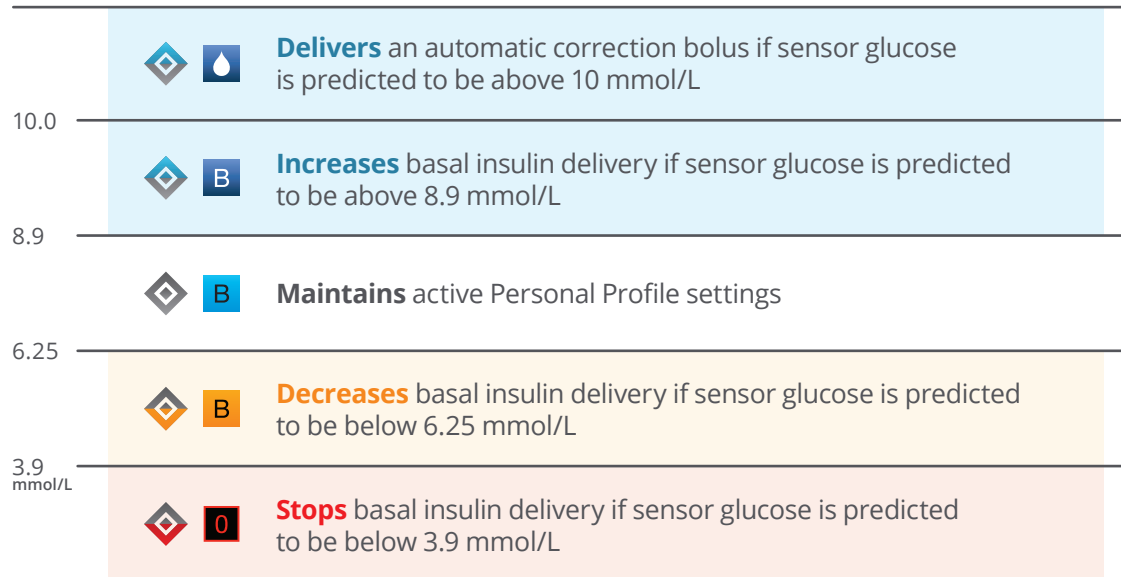 Delivers an automatic correction bolus if sensor glucose
is predicted to be above 10 mmol/L
10.0
B
Increases basal insulin delivery if sensor glucose is predicted
to be above 8.9 mmol/L
8.9
B
Maintains active Personal Profile settings
6.25
B
Decreases basal insulin delivery if sensor glucose is predicted
to be below 6.25 mmol/L
3.9
mmol/L
0
Stops basal insulin delivery if sensor glucose is predicted
to be below 3.9 mmol/L